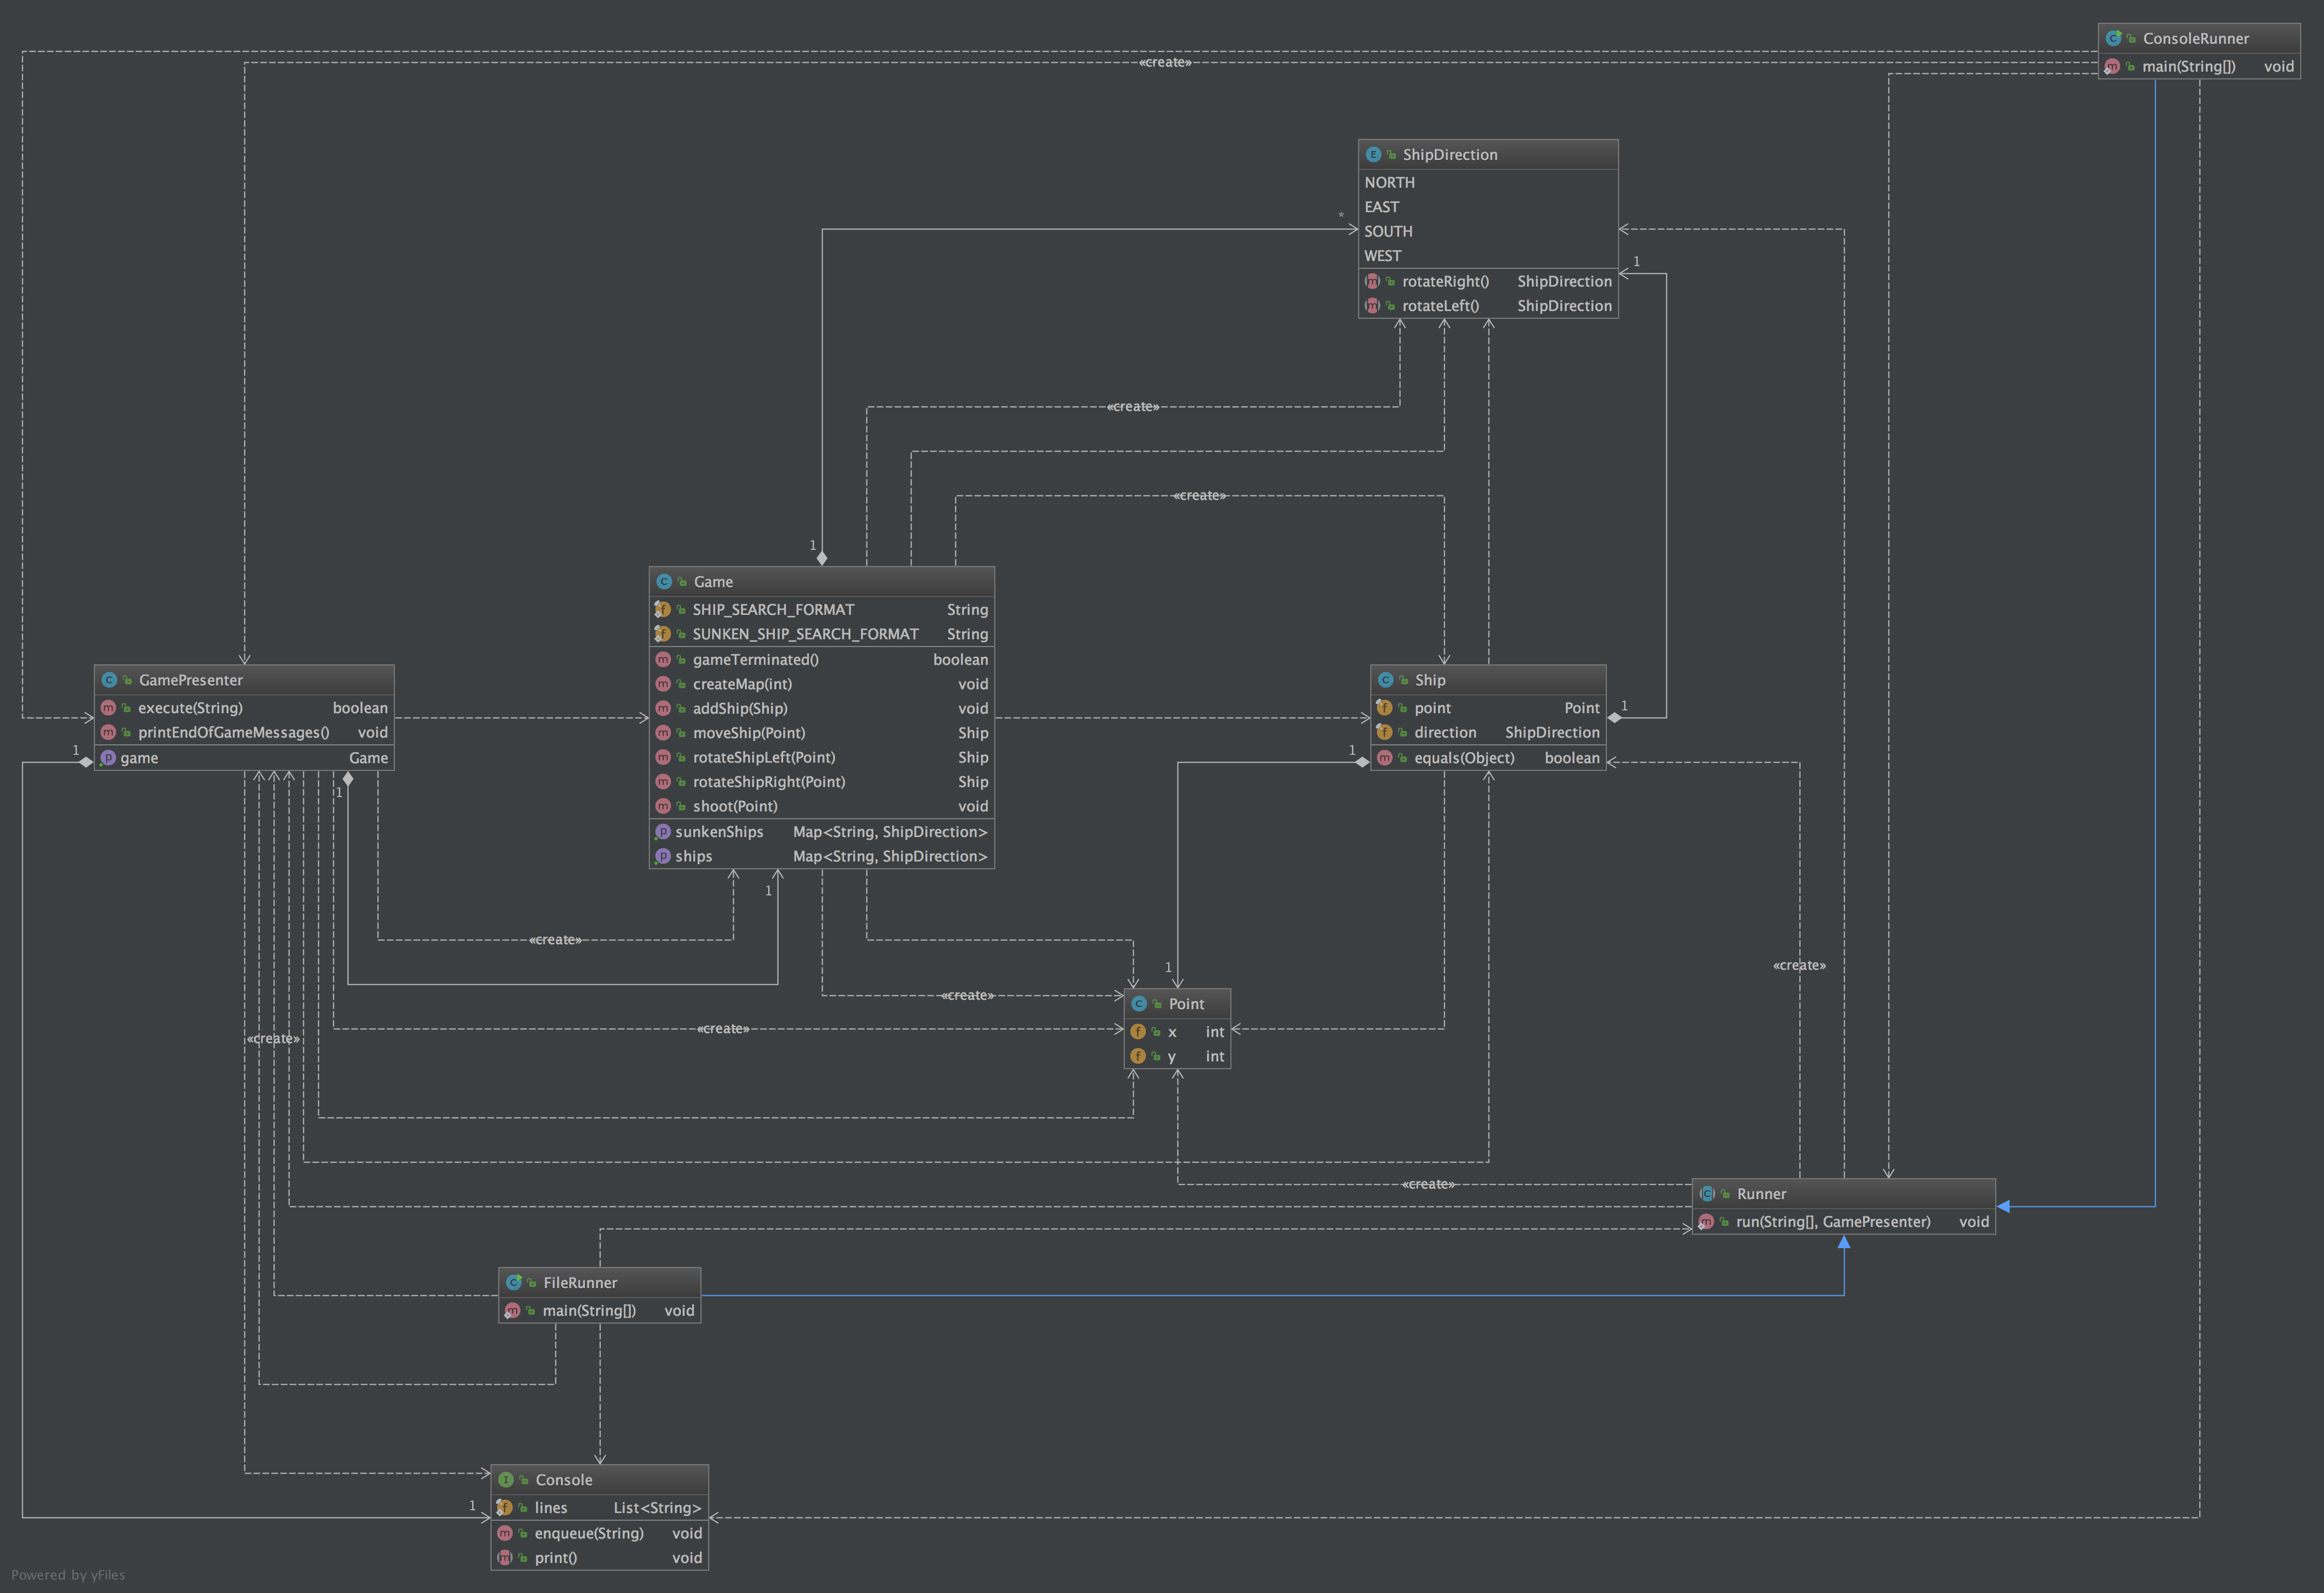 ConsoleRunner
main(String[]) void
«create»
ShipDirection
NORTH
EAST
SOUTH
WEST
rotateRight() ShipDirection
rotateLeft() ShipDirection
*
1
«create»
«create»
1
Game
SHIP_SEARCH_FORMAT String
SUNKEN_SHIP_SEARCH_FORMAT String
gameTerminated() boolean
createMap(int) void
addShip(Ship) void
moveShip(Point) Ship
rotateShipLeft(Point) Ship
rotateShipRight(Point) Ship
shoot(Point) void
sunkenShips Map<String, ShipDirection>
ships Map<String, ShipDirection>
GamePresenter
execute(String) boolean
printEndOfGameMessages() void
game Game
1
1
Ship
point Point
direction ShipDirection
equals(Object) boolean
1
1
1
«create»
1
«create»
«create»
«create»
«create»
Point
x int
y int
«create»
Runner
run(String[], GamePresenter) void
FileRunner
main(String[]) void
1
Console
lines List<String>
enqueue(String) void
print() void
Powered by yFiles